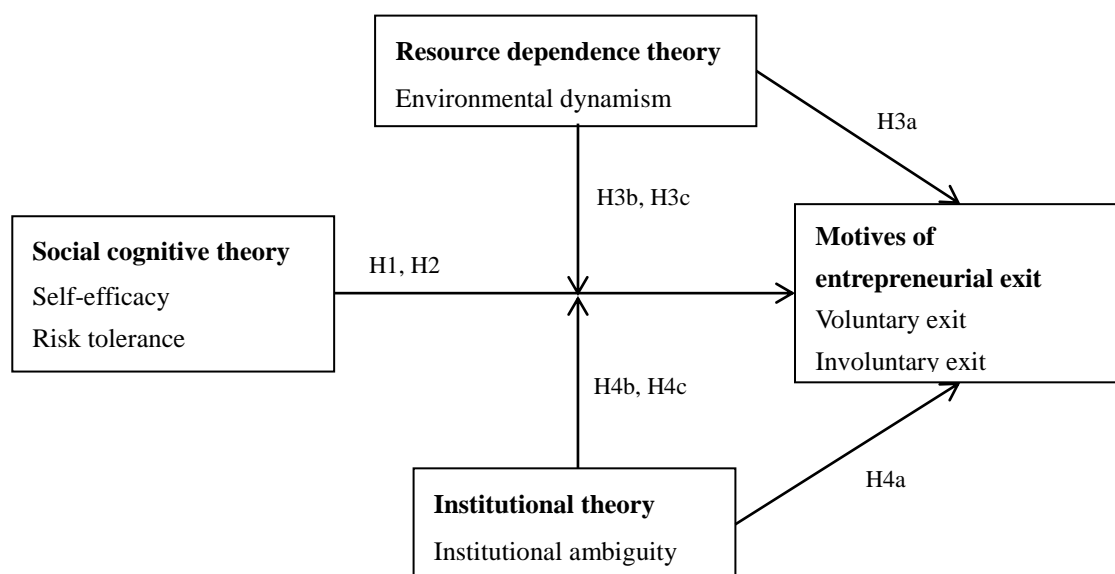 Resource dependence theory
Environmental dynamism
H3a
H3b, H3c
Social cognitive theory
Self-efficacy
Risk tolerance
H1, H2
Motives of
entrepreneurial exit
Voluntary exit
Involuntary exit
H4b, H4c
H4a
Institutional theory
Institutional ambiguity